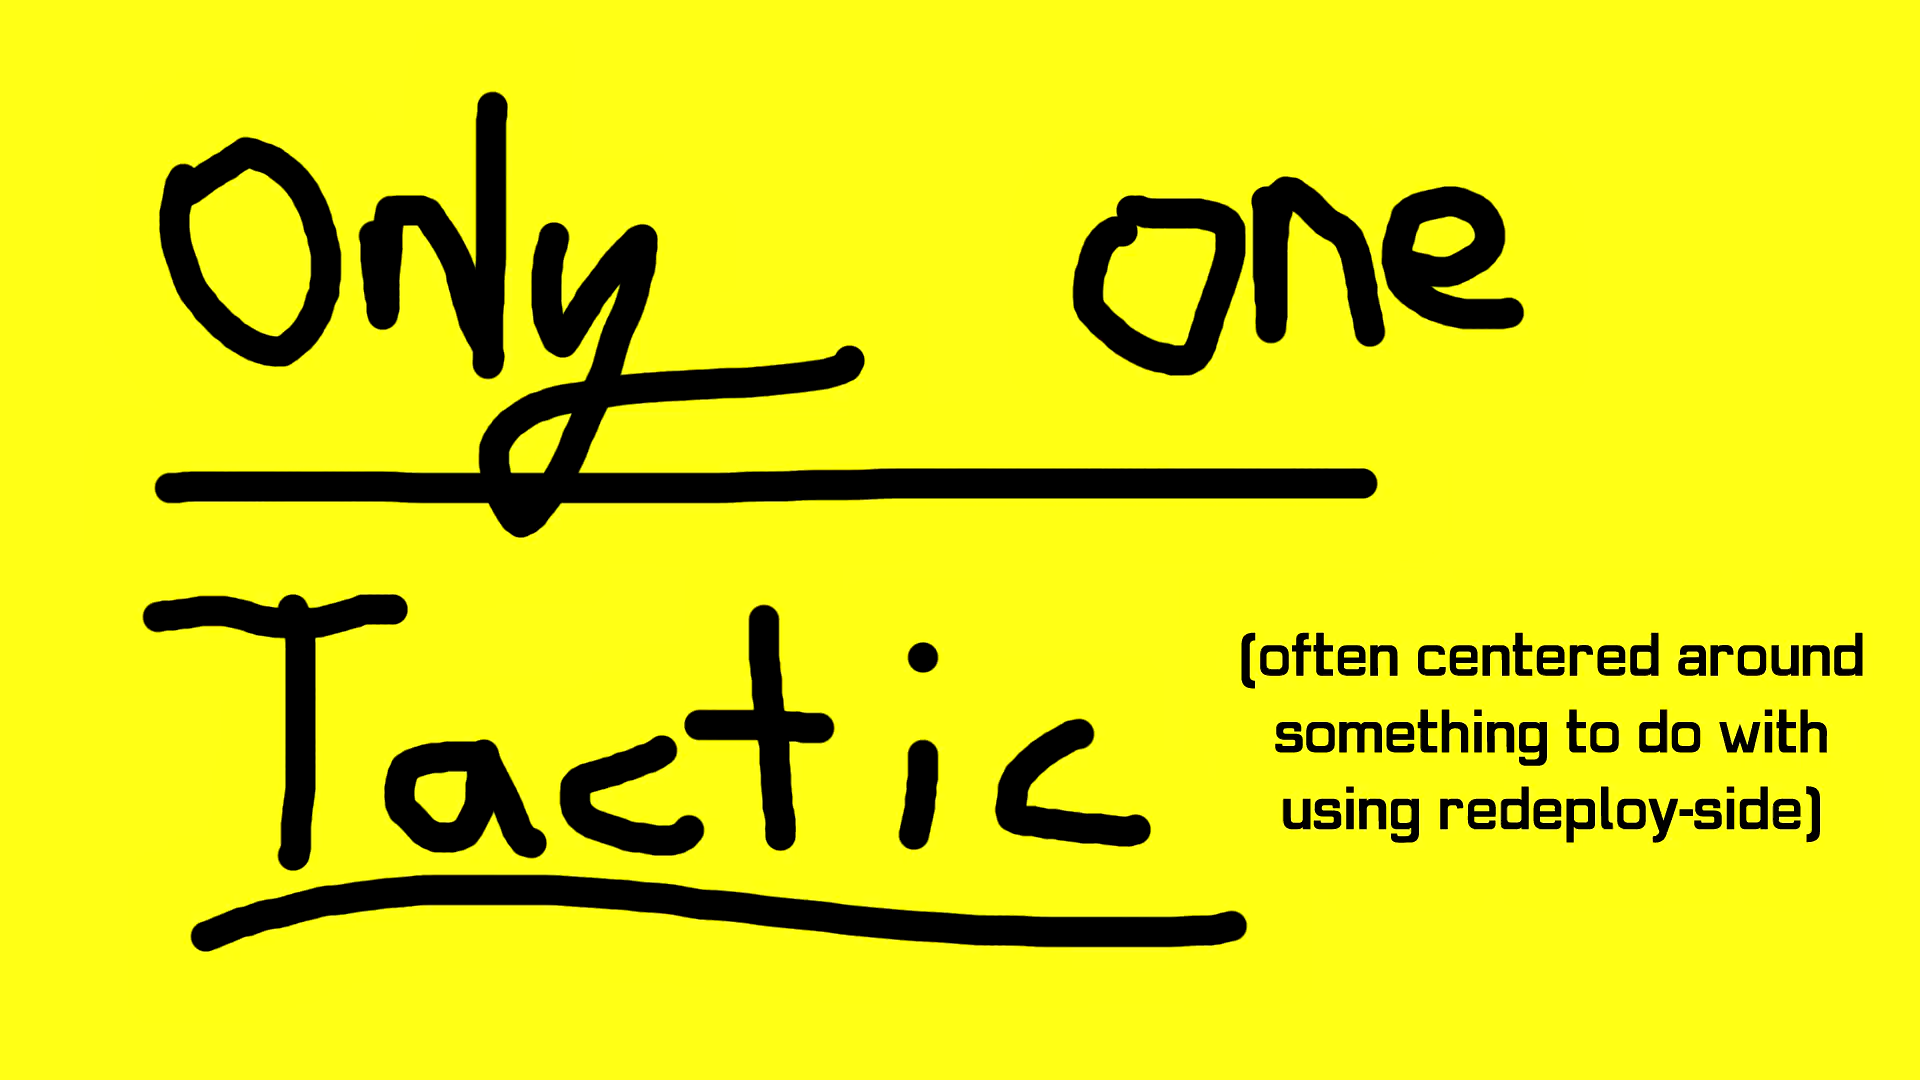 Only one
Tactic
(often centered around
something to do with
using redeploy-side)